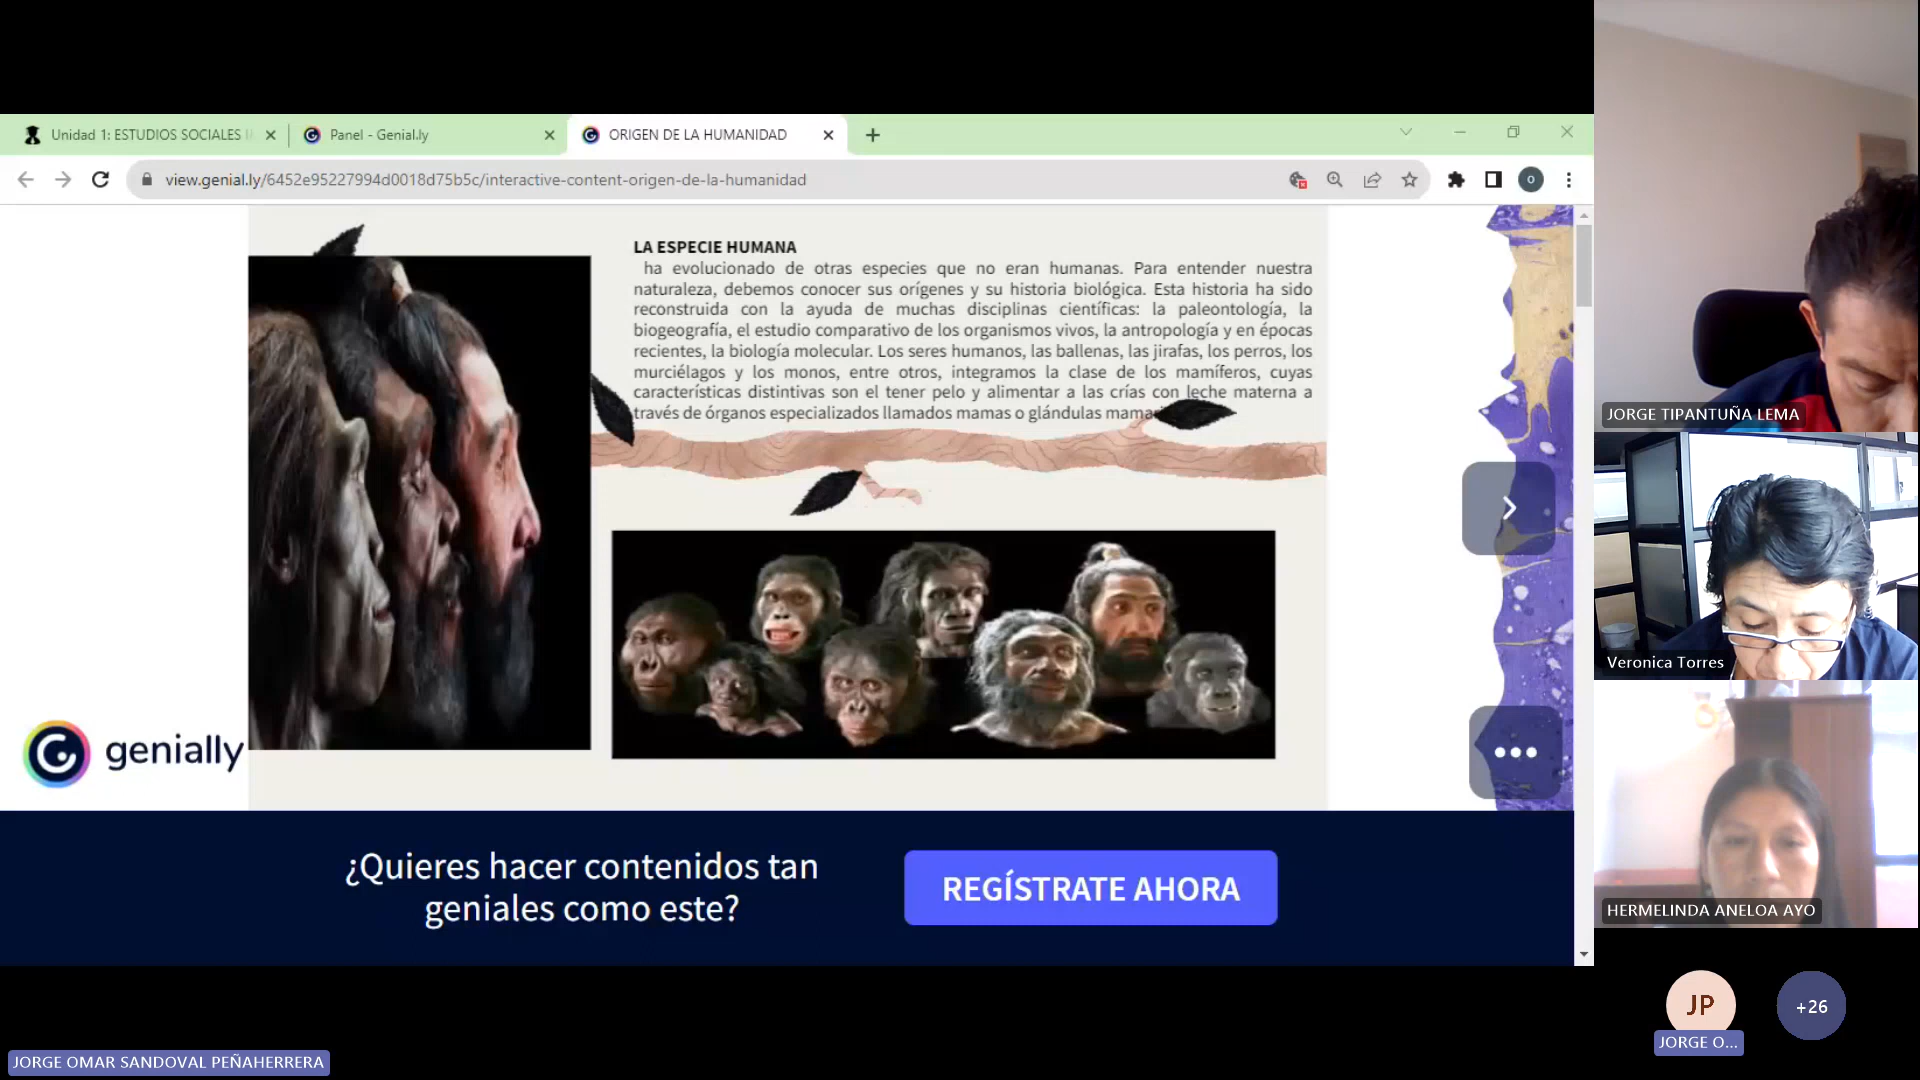 Unidad 1: ESTUDIOS SOCIALES
Panel - Genial.ly
ORIGEN DE LA HUMANIDAD
view.genial.ly/6452e95227994d0018d75b5c/interactive-content-origen-de-la-humanidad
O
LA ESPECIE HUMANA
ha evolucionado de otras especies que no eran humanas. Para entender nuestra
naturaleza, debemos conocer sus orígenes y su historia biológica. Esta historia ha sido
reconstruida con la ayuda de muchas disciplinas científicas: la paleontología, la
biogeografía, el estudio comparativo de los organismos vivos, la antropología y en épocas
recientes, la biología molecular. Los seres humanos, las ballenas, las jirafas, los perros, los
murciélagos y los monos, entre otros, integramos la clase de los mamíferos, cuyas
características distintivas son el tener pelo y alimentar a las crías con leche materna a
través de órganos especializados llamados mamas o glándulas
genially
¿Quieres hacer contenidos tan
geniales como este?
REGÍSTRATE AHORA
JORGE TIPANTUÑA LEMA
Veronica Torres
HERMELINDA ANELOA AYO
JP
JORGE O...
+26
JORGE OMAR SANDOVAL PEÑAHERRERA